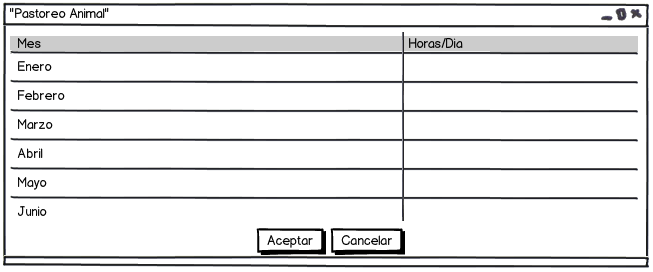 "Pastoreo Animal"
Mes Horas/Dia
Enero
Febrero
Marzo
Abril
Mayo
Junio
Aceptar Cancelar